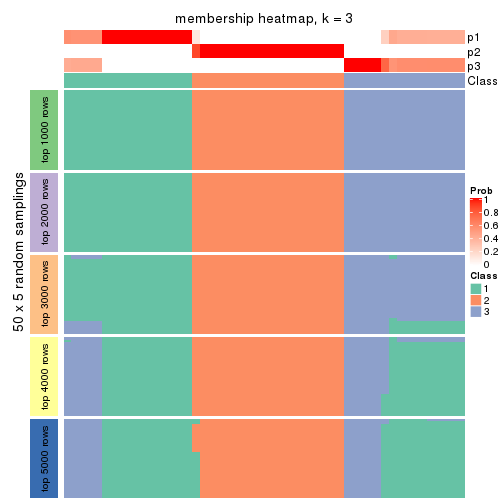 membership heatmap, k = 3
p1
p2
p3
Class
50 x 5 random samplings
top 1000 rows
top 2000 rows
top 3000 rows
top 4000 rows
top 5000 rows
Prob
1
0.8
0.6
0.4
0.2
0
Class
1
2
3